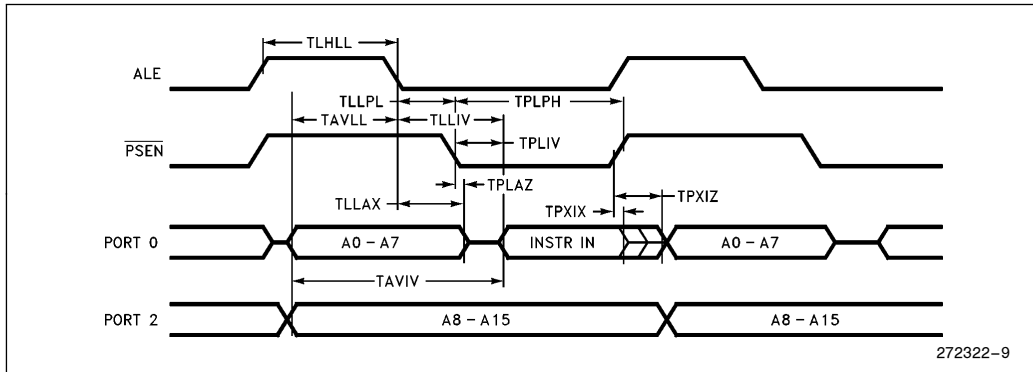 TLHLL
ALE
TLLPL
TPLPH
TAVLL
TLLIV
PSEN
TPLIV
TPLAZ
TPXIZ
TLLAX
TPXIX
PORT 0
A0 – A7
INSTR IN
A0 – A7
TAVIV
PORT 2
A8 – A15
A8 – A15
272322–9